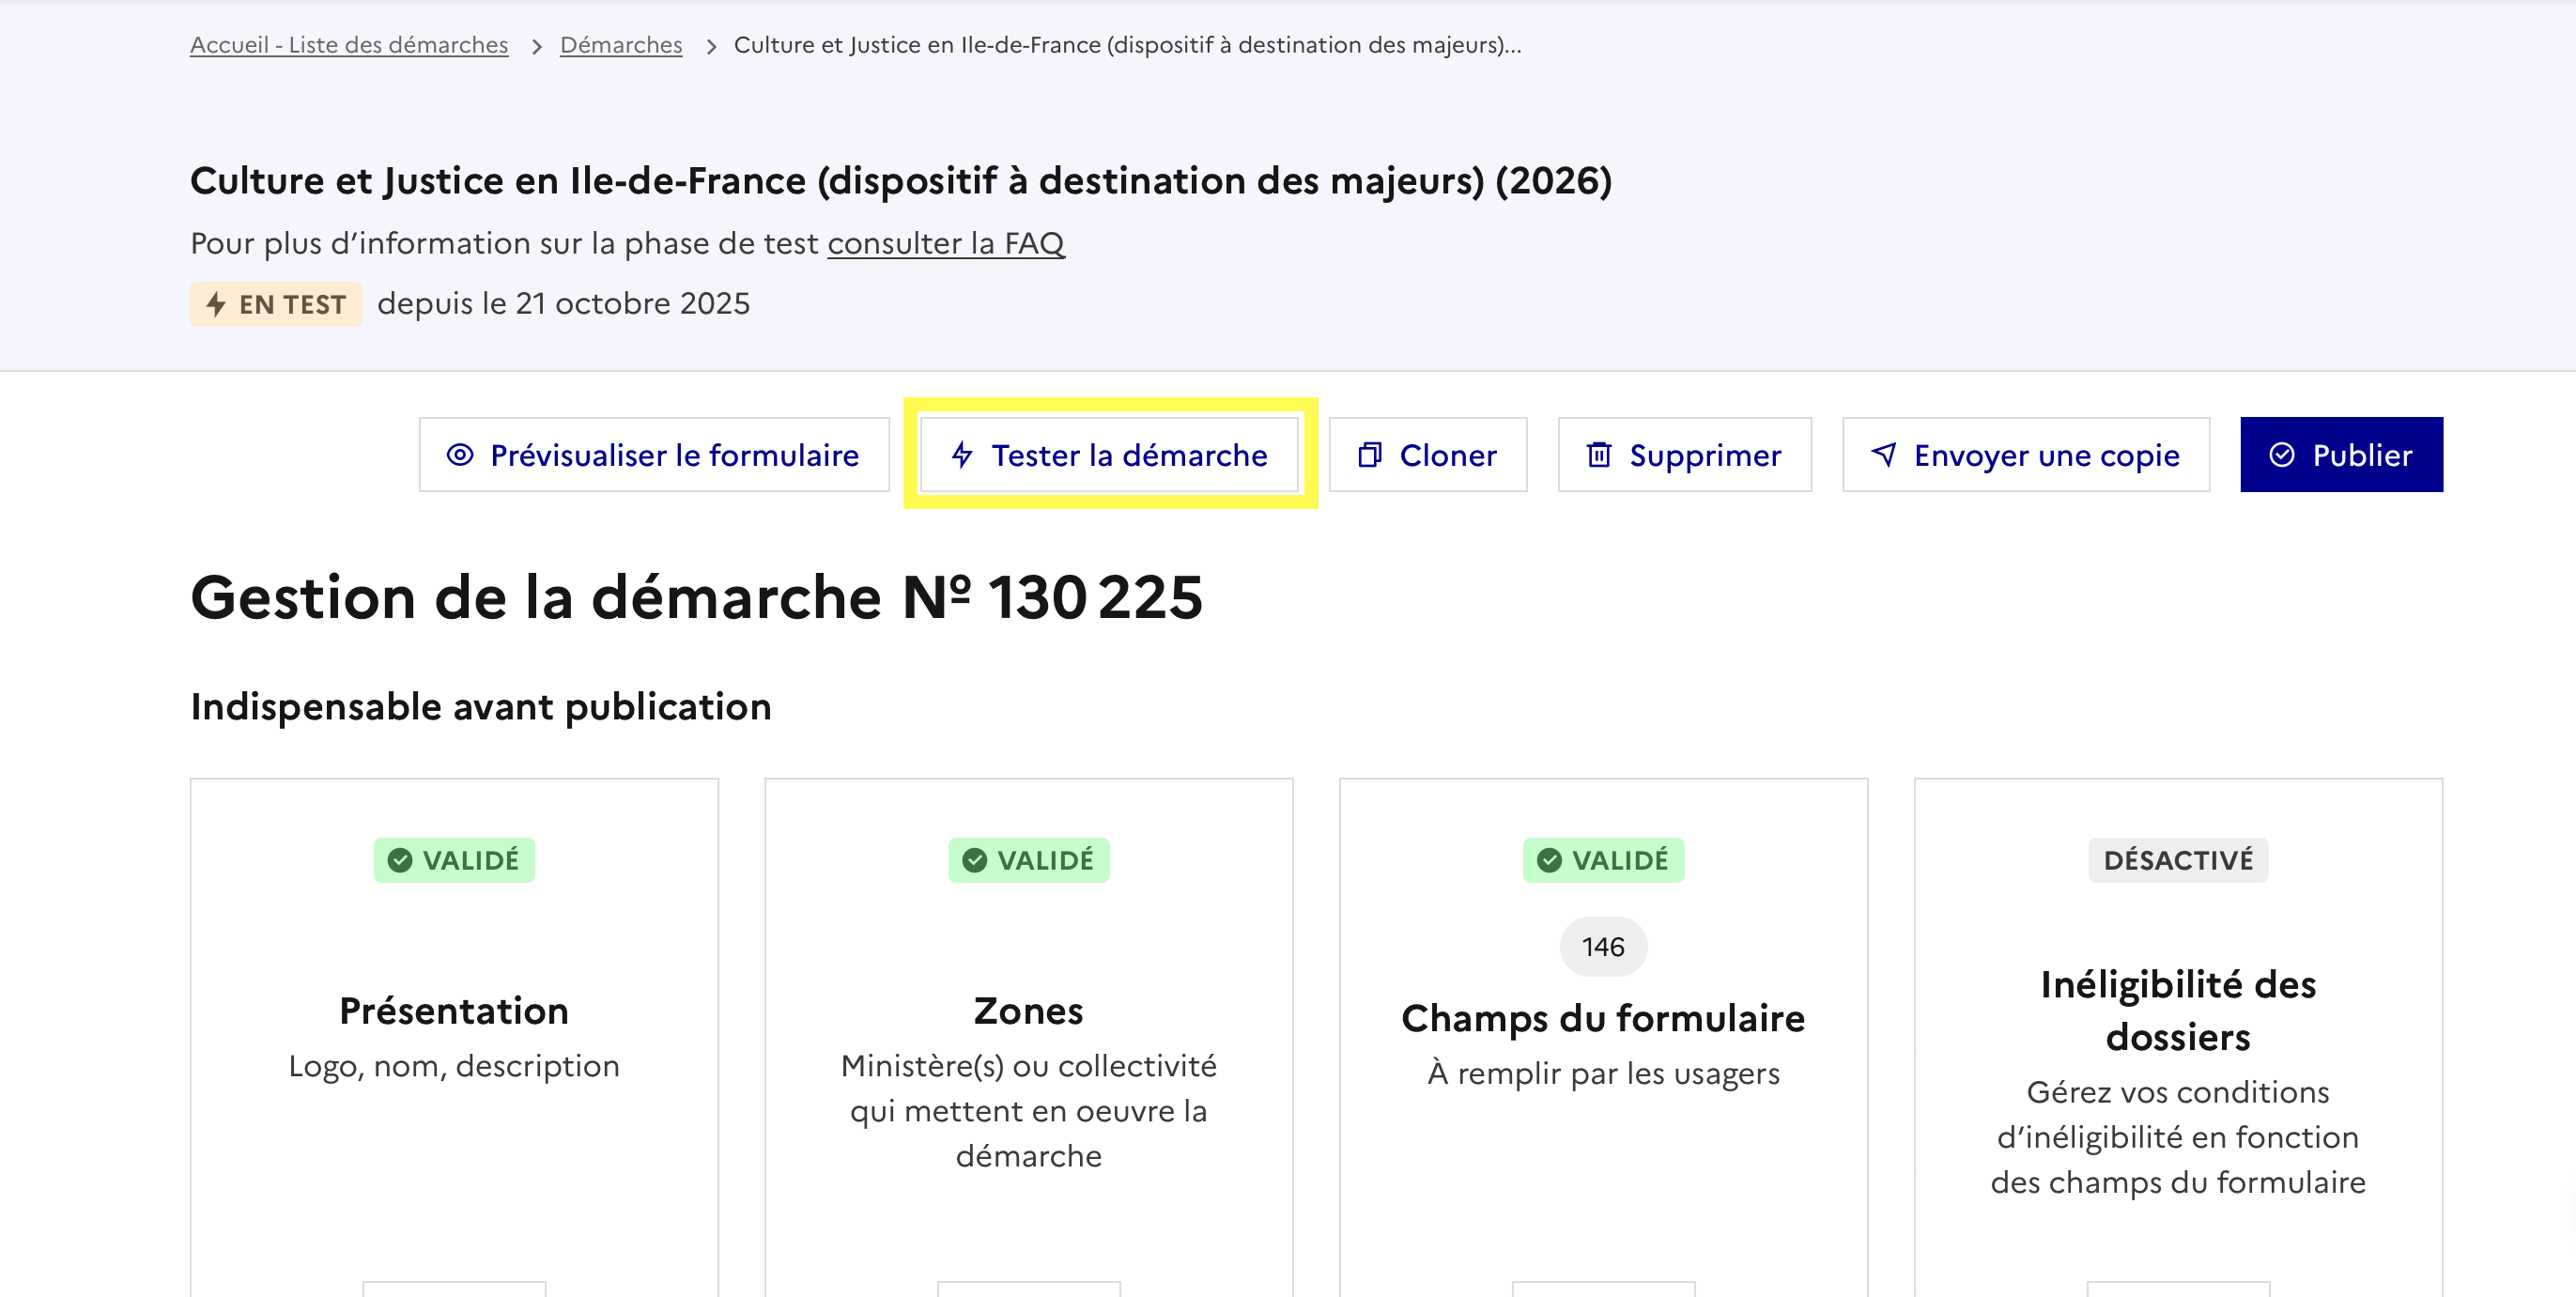 Accueil - Liste des démarches > Démarches > Culture et Justice en Ile-de-France (dispositif à destination des majeurs)...
Culture et Justice en Ile-de-France (dispositif à destination des majeurs) (2026)
Pour plus d’information sur la phase de test consulter la FAQ
EN TEST depuis le 21 octobre 2025
Prévisualiser le formulaire Tester la démarche Cloner Supprimer Envoyer une copie Publier
Gestion de la démarche Nº 130 225
Indispensable avant publication
VALIDÉ
Présentation
Logo, nom, description
VALIDÉ
Zones
Ministère(s) ou collectivité
qui mettent en oeuvre la
démarche
VALIDÉ
146
Champs du formulaire
À remplir par les usagers
DÉSACTIVÉ
Inéligibilité des
dossiers
Gérez vos conditions
d’inéligibilité en fonction
des champs du formulaire